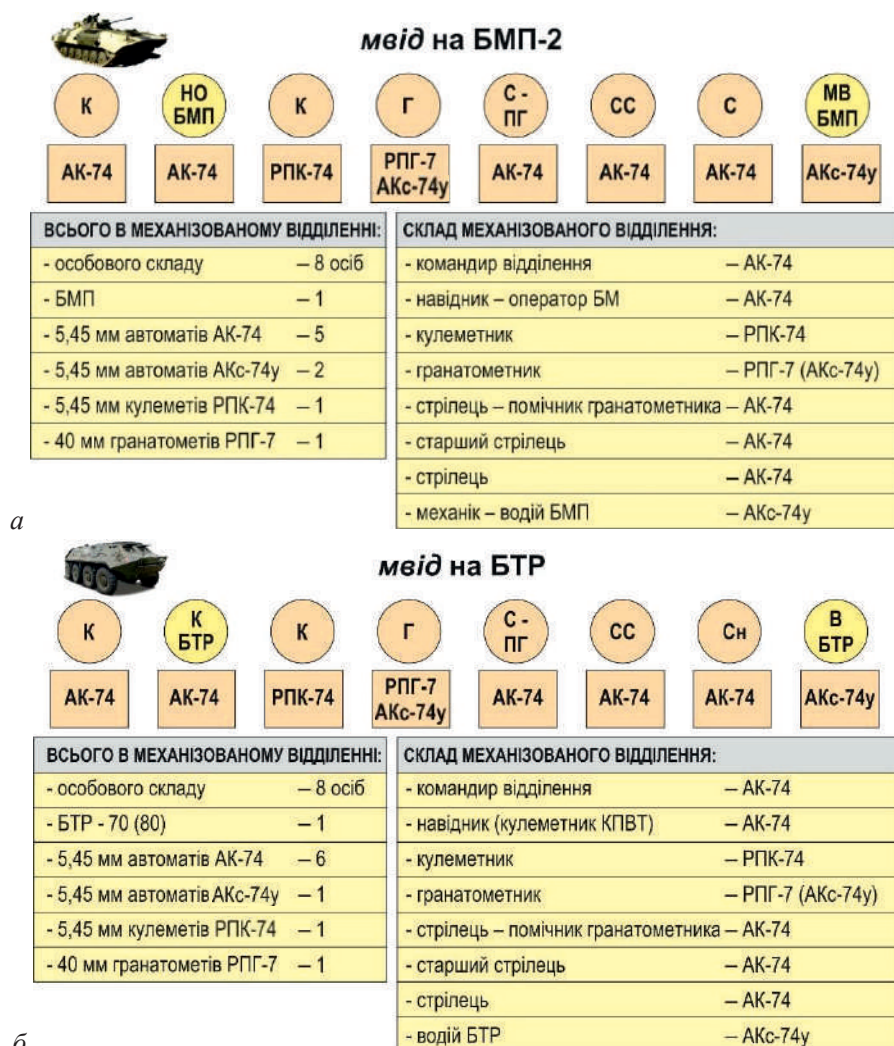 мвід на БМП-2
К
НО
БМП
К
Г
С -
ПГ
СС
С
МВ
БМП
АК-74
АК-74
РПК-74
РПГ-7
АКс-74у
АК-74
АК-74
АК-74
АКс-74у
ВСЬОГО В МЕХАНІЗОВАНОМУ ВІДДІЛЕННІ:
- особового складу – 8 осіб
- БМП – 1
- 5,45 мм автоматів АК-74 – 5
- 5,45 мм автоматів АКс-74у – 2
- 5,45 мм кулеметів РПК-74 – 1
- 40 мм гранатометів РПГ-7 – 1
СКЛАД МЕХАНІЗОВАНОГО ВІДДІЛЕННЯ:
- командир відділення – АК-74
- навідник – оператор БМ – АК-74
- кулеметник – РПК-74
- гранатометник – РПГ-7 (АКс-74у)
- стрілець – помічник гранатометника – АК-74
- старший стрілець – АК-74
- стрілець – АК-74
- механік – водій БМП – АКс-74у
а
мвід на БТР
К
К
БТР
К
Г
С -
ПГ
СС
Сн
В
БТР
АК-74
АК-74
РПК-74
РПГ-7
АКс-74у
АК-74
АК-74
АК-74
АКс-74у
ВСЬОГО В МЕХАНІЗОВАНОМУ ВІДДІЛЕННІ:
- особового складу – 8 осіб
- БТР - 70 (80) – 1
- 5,45 мм автоматів АК-74 – 6
- 5,45 мм автоматів АКс-74у – 1
- 5,45 мм кулеметів РПК-74 – 1
- 40 мм гранатометів РПГ-7 – 1
СКЛАД МЕХАНІЗОВАНОГО ВІДДІЛЕННЯ:
- командир відділення – АК-74
- навідник (кулеметник КПВТ) – АК-74
- кулеметник – РПК-74
- гранатометник – РПГ-7 (АКс-74у)
- стрілець – помічник гранатометника – АК-74
- старший стрілець – АК-74
- стрілець – АК-74
- водій БТР – АКс-74у
б